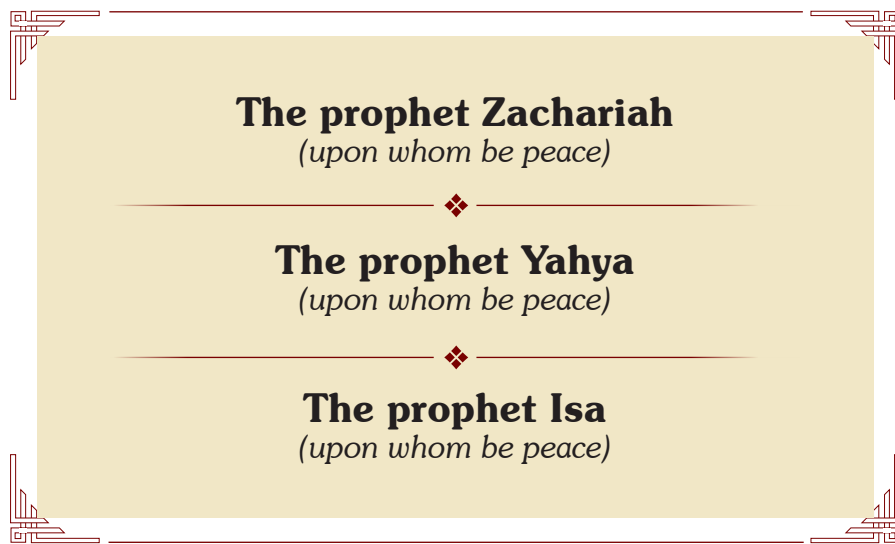 The prophet Zachariah
(upon whom be peace)
The prophet Yahya
(upon whom be peace)
The prophet Isa
(upon whom be peace)